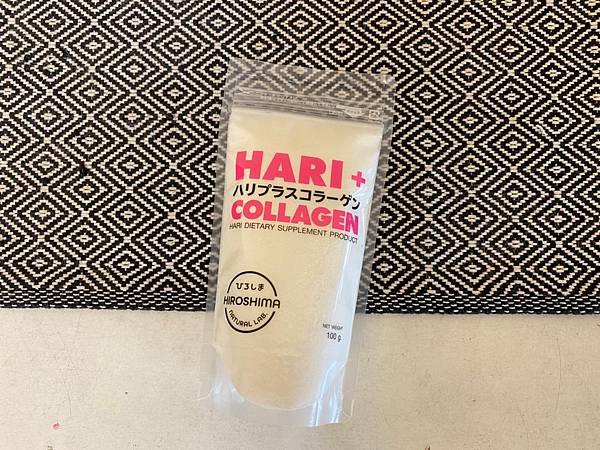 HARI +
ハリプラスコラーゲン
COLLAGEN
HARI DIETARY SUPPLEMENT PRODUCT
ひろしま
HIROSHIMA
NATURAL LAB.
NET WEIGHT
100 g